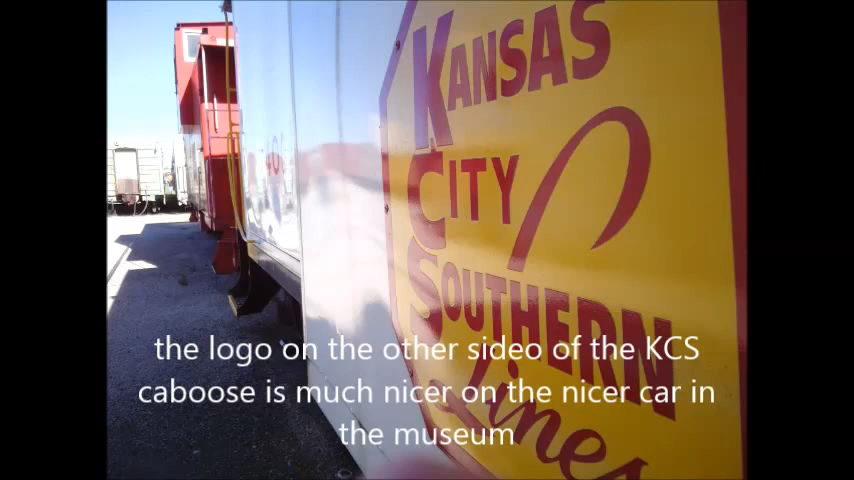 KANSAS
CITY
SOUTHERN
Lines
the logo on the other sideo of the KCS
caboose is much nicer on the nicer car in
the museum